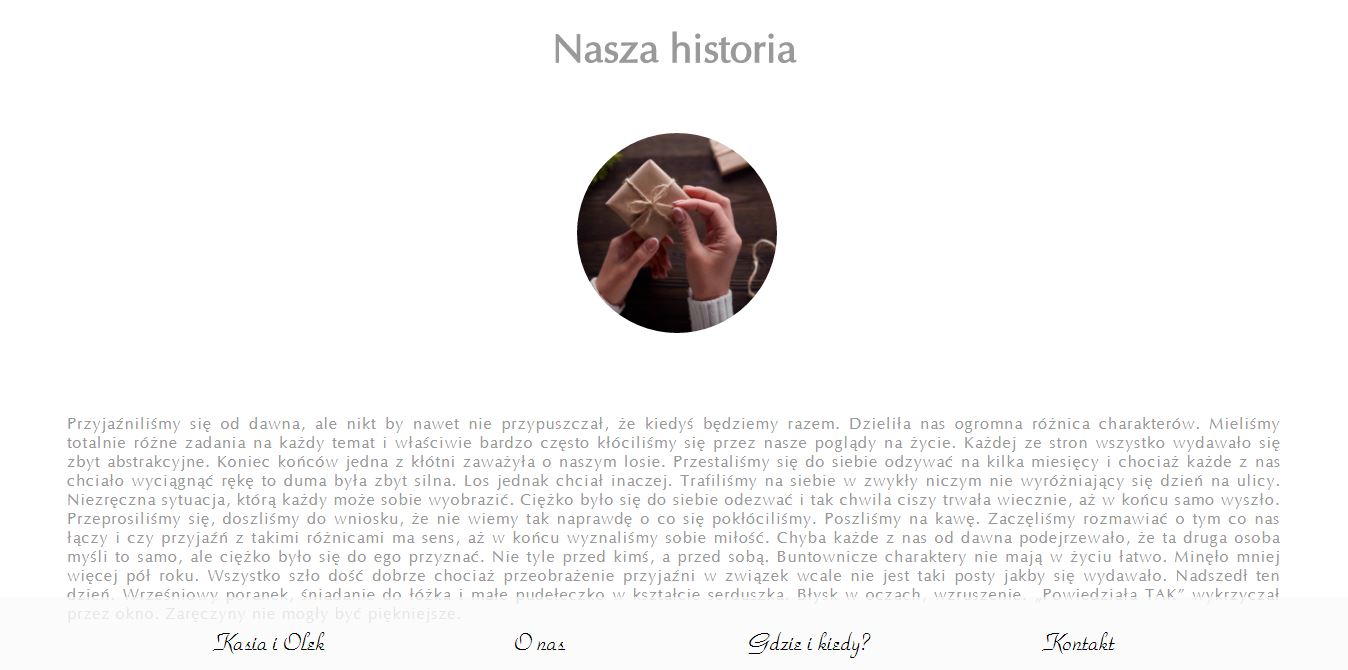 Nasza historia
Przyjaźniliśmy się od dawna, ale nikt by nawet nie przypuszczał, że kiedyś będziemy razem. Dzieliła nas ogromna różnica charakterów. Mieliśmy
totalnie różne zadania na każdy temat i właściwie bardzo często kłóciliśmy się przez nasze poglądy na życie. Każdej ze stron wszystko wydawało się
zbyt abstrakcyjne. Koniec końców jedna z kłótni zaważyła o naszym losie. Przestaliśmy się do siebie odzywać na kilka miesięcy i chociaż każde z nas
chciało wyciągnąć rękę to duma była zbyt silna. Los jednak chciał inaczej. Trafiliśmy na siebie w zwykły niczym nie wyróżniający się dzień na ulicy.
Niezręczna sytuacja, którą każdy może sobie wyobrazić. Ciężko było się do siebie odezwać i tak chwila ciszy trwała wiecznie, aż w końcu samo wyszło.
Przeprosiliśmy się, doszliśmy do wniosku, że nie wiemy tak naprawdę o co się pokłóciliśmy. Poszliśmy na kawę. Zaczęliśmy rozmawiać o tym co nas
łączy i czy przyjaźń z takimi różnicami ma sens, aż w końcu wyznaliśmy sobie miłość. Chyba każde z nas od dawna podejrzewało, że ta druga osoba
myśli to samo, ale ciężko było się do ego przyznać. Nie tyle przed kimś, a przed sobą. Buntownicze charaktery nie mają w życiu łatwo. Minęło mniej
więcej pół roku. Wszystko szło dość dobrze chociaż przeobrażenie przyjaźni w związek wcale nie jest taki posty jakby się wydawało. Nadszedł ten
dzień. Wrześniowy poranek, śniadanie do łóżka i małe pudełeczko w kształcie serduszka. Błysk w oczach, wzruszenie. „Powiedziała TAK” wykrzyczał
przez okno. Zaręczyny nie mogły być piękniejsze.
Kasia i Olek O nas Gdzie i kiedy? Kontakt